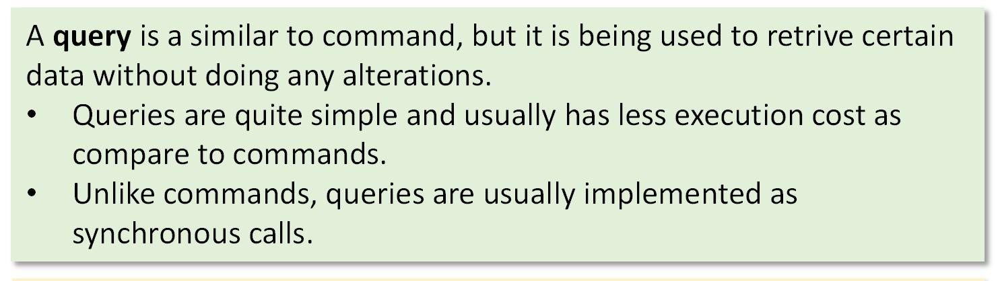 A query is a similar to command, but it is being used to retrive certain
data without doing any alterations.
• Queries are quite simple and usually has less execution cost as
compare to commands.
• Unlike commands, queries are usually implemented as
synchronous calls.